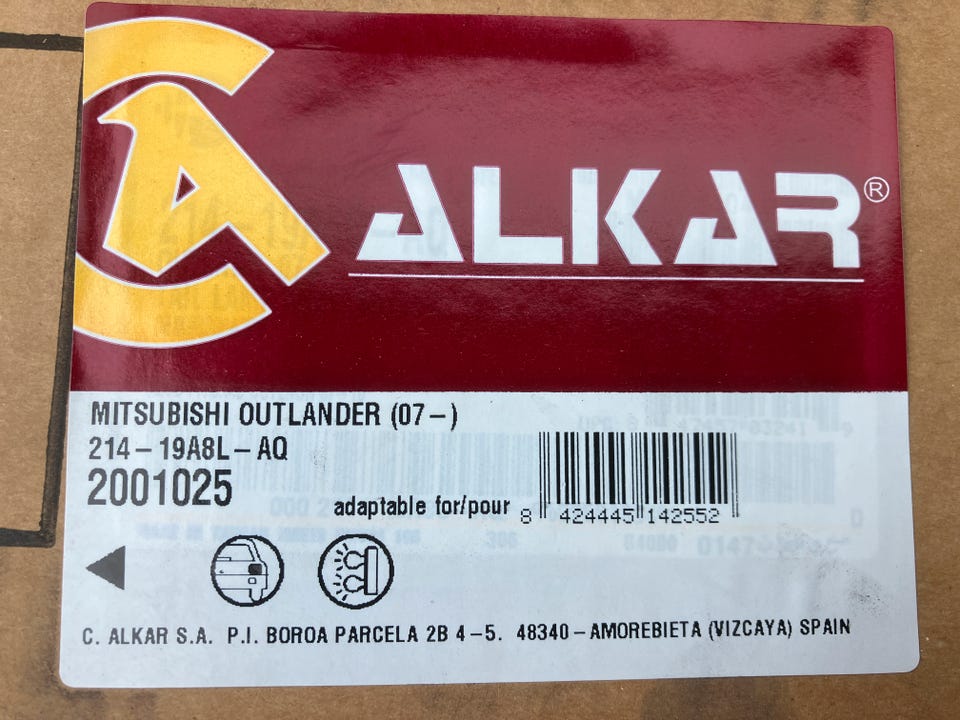 ALKAR®
MITSUBISHI OUTLANDER (07-)
214-19A8L-AQ
2001025
adaptable for/pour
8 424445 142552
C. ALKAR S.A. P.I. BOROA PARCELA 2B 4-5. 48340-AMOREBIETA (VIZCAYA) SPAIN